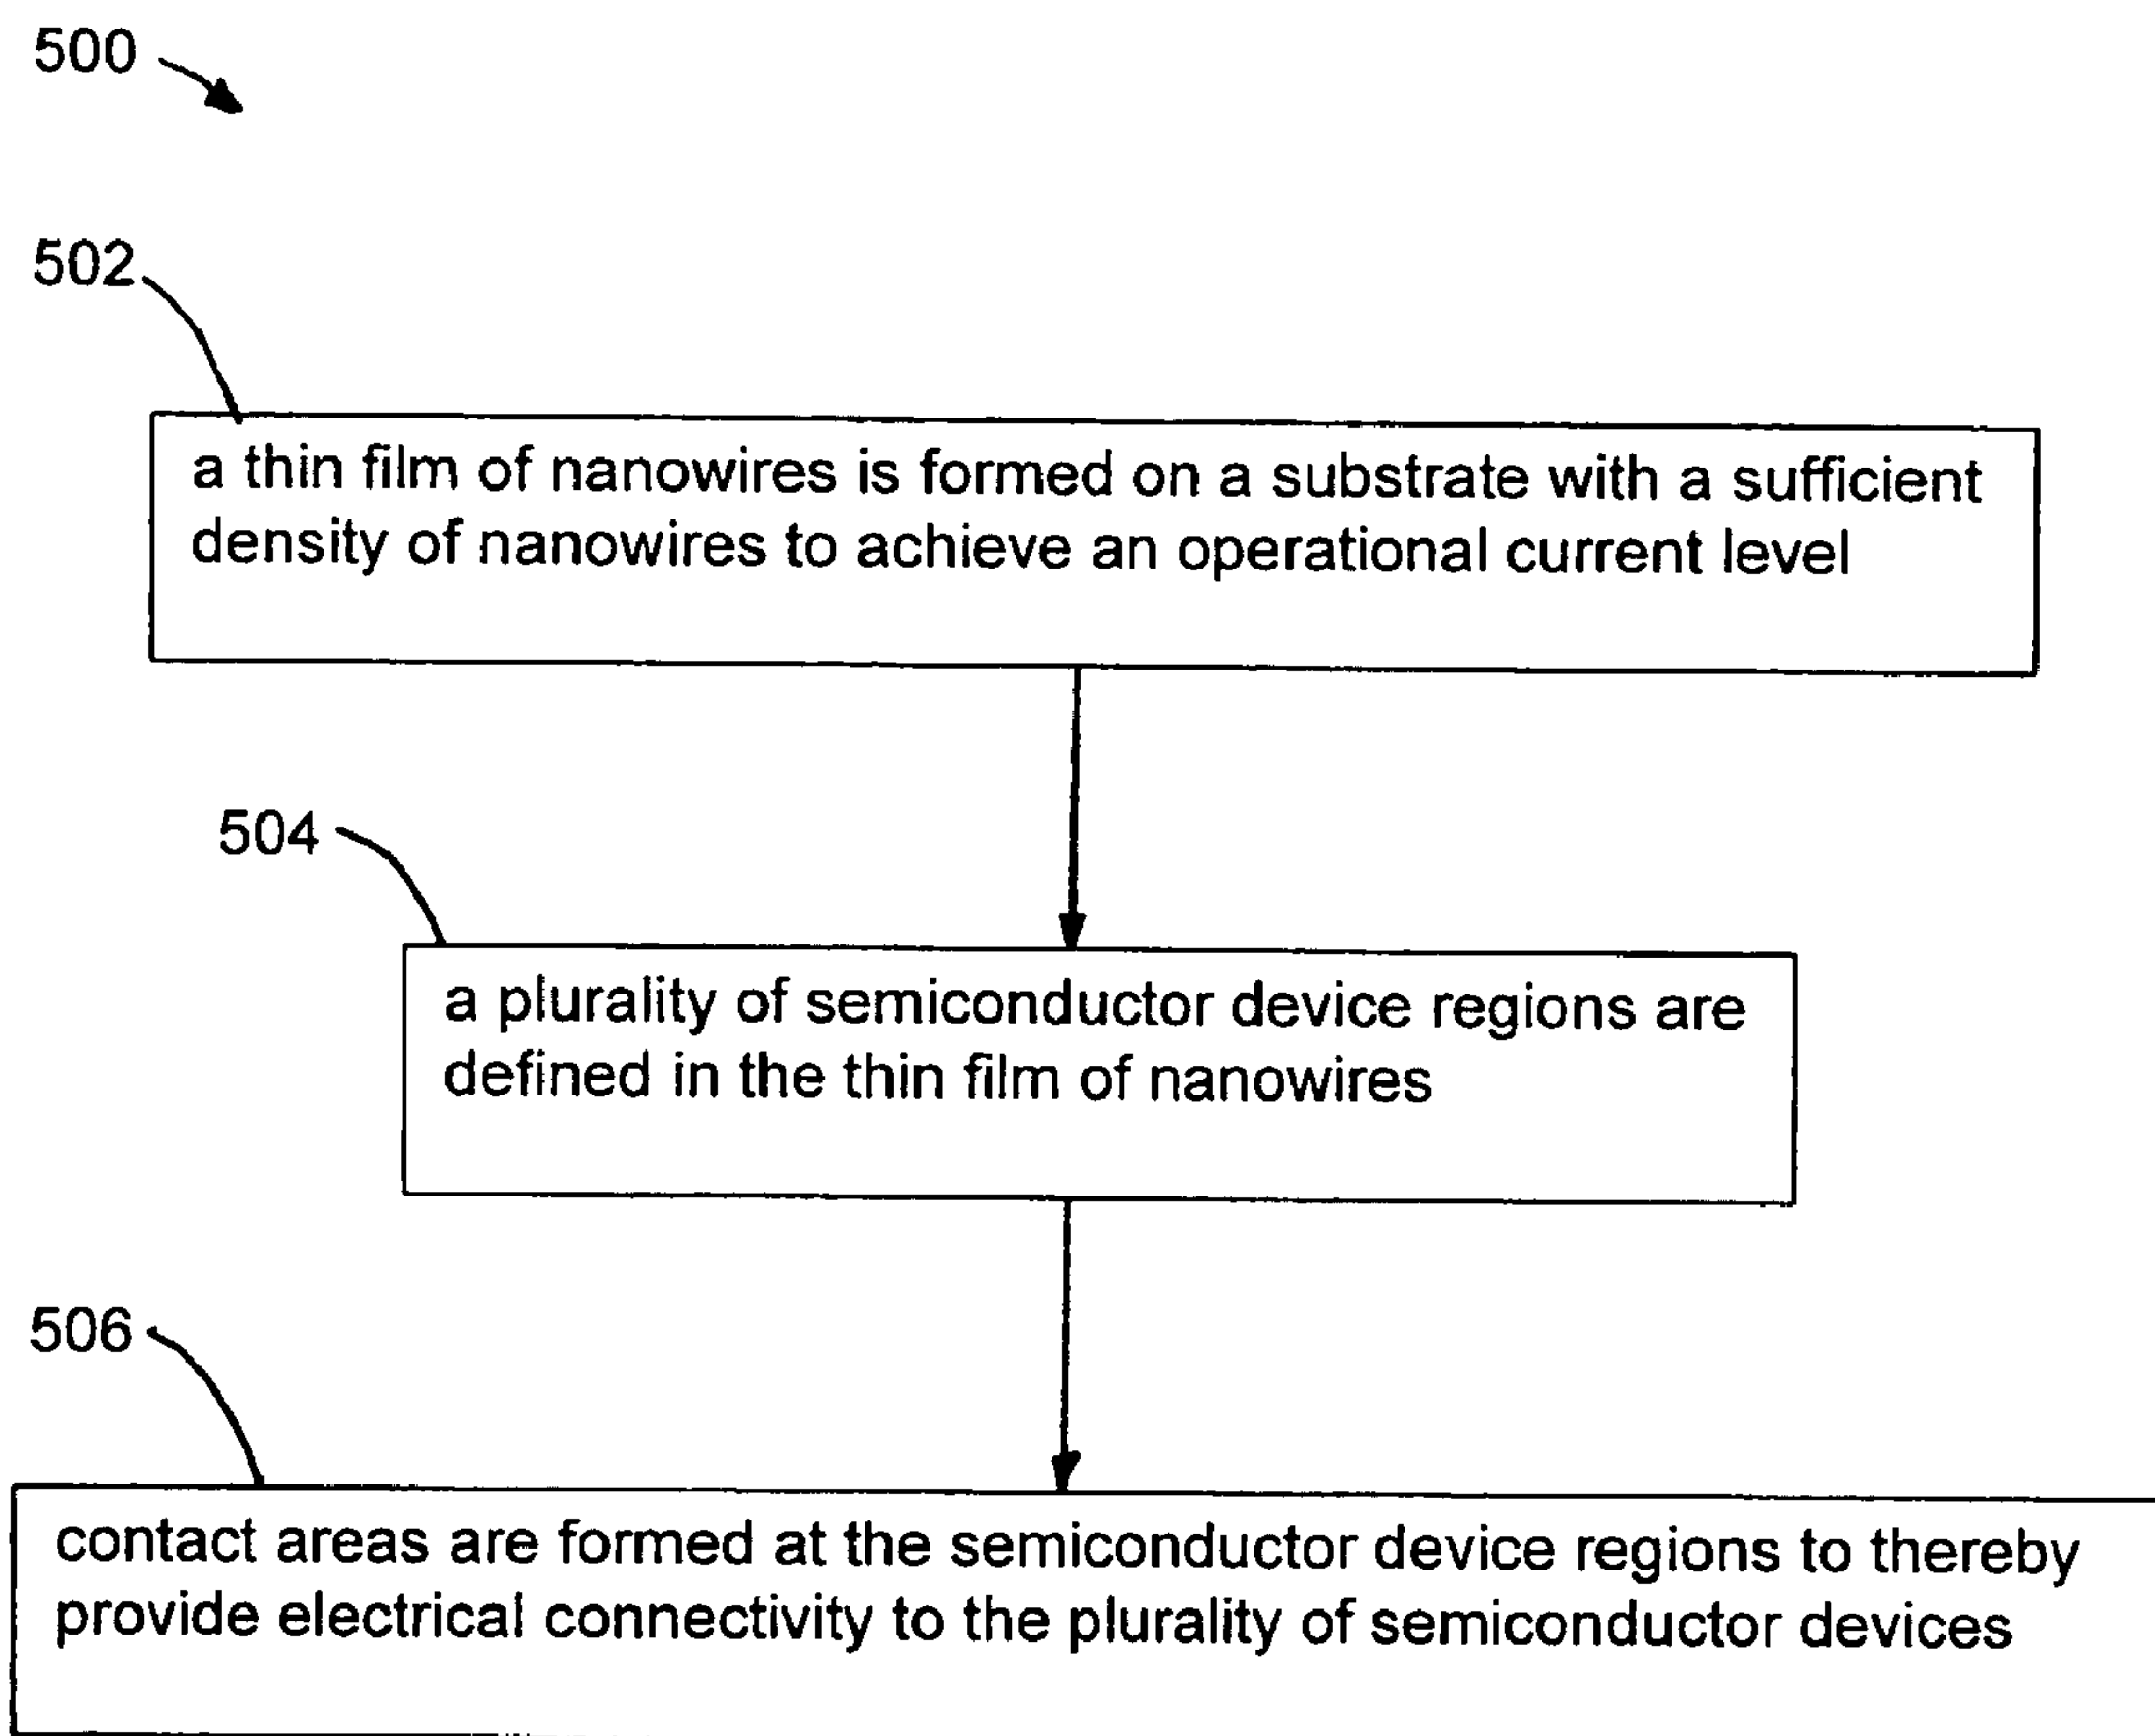 500
502
a thin film of nanowires is formed on a substrate with a sufficient
density of nanowires to achieve an operational current level
504
a plurality of semiconductor device regions are
defined in the thin film of nanowires
506
contact areas are formed at the semiconductor device regions to thereby
provide electrical connectivity to the plurality of semiconductor devices